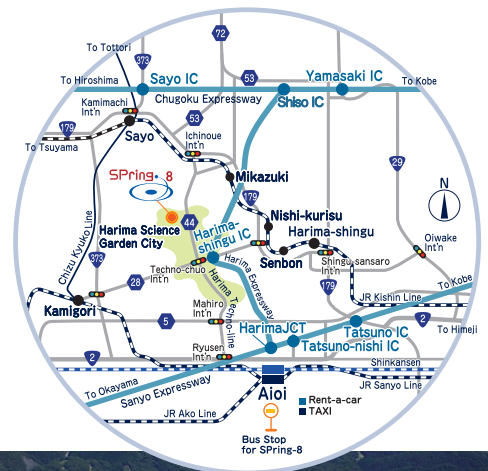 To Tottori
72
373
53
To Hiroshima
Sayo IC
Yamasaki IC
To Kobe
Chugoku Expressway
Shiso IC
Kamimachi
Int'n
53
179
Sayo
Ichinoue
Int'n
To Tsuyama
29
SPring-8
Mikazuki
179
N
Nishi-kurisu
44
Harima Science
Garden City
Harima-
shingu IC
Harima-shingu
Oiwake
Int'n
Senbon
Shingu-sansaro
Int'n
Chizu Kyuko Line
373
Techno-chuo
Int'n
28
Harima Expressway
Harima Techno-line
179
To Kobe
JR Kishin Line
Kamigori
Mahiro
Int'n
5
HarimaJCT
Tatsuno IC
Tatsuno-nishi IC
2
To Himeji
2
Ryusen
Int'n
Shinkansen
To Okayama
Sanyo Expressway
Aioi
JR Sanyo Line
JR Ako Line
Rent-a-car
TAXI
Bus Stop
for SPring-8